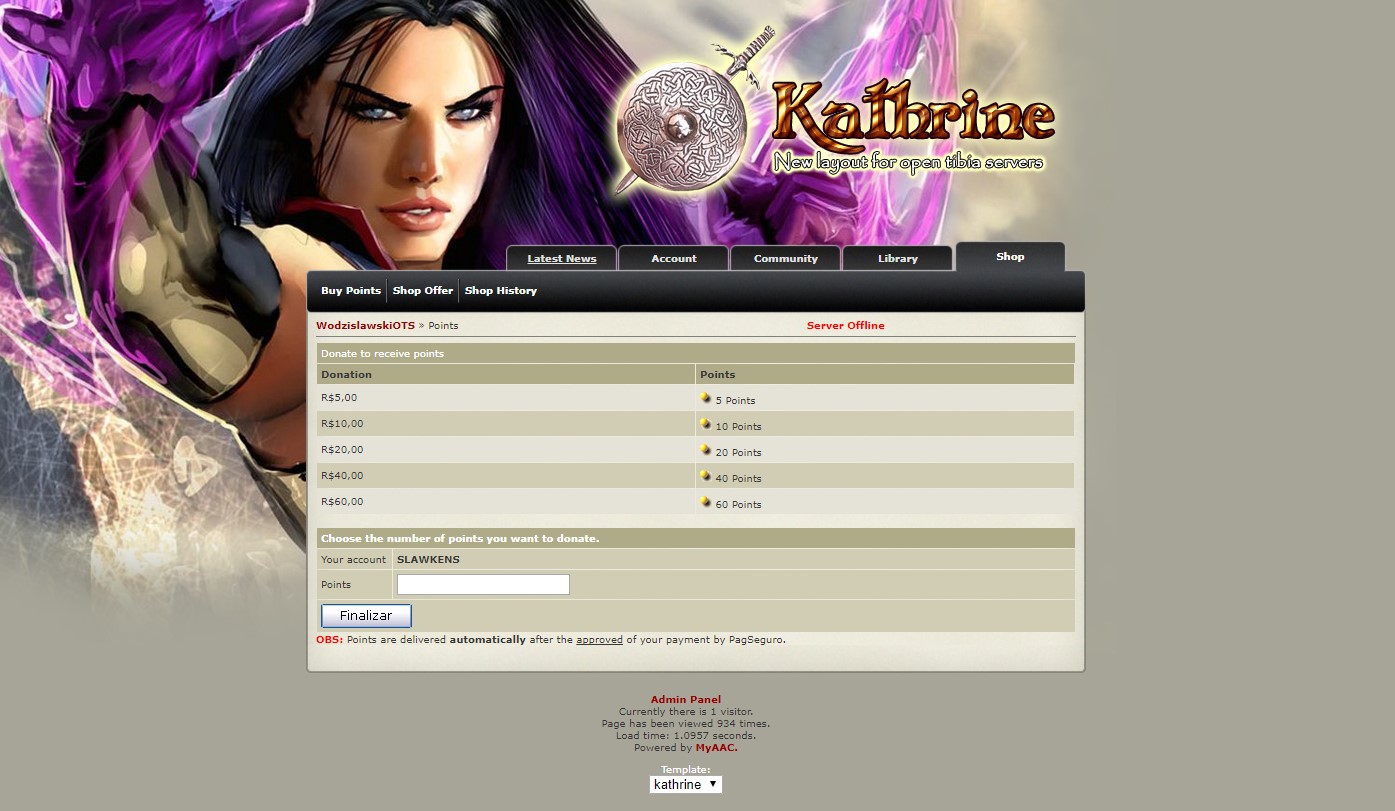 Kathrine
New layout for open tibia servers
Latest News Account Community Library Shop
Buy Points Shop Offer Shop History
WodzislawskiOTS » Points Server Offline
Donate to receive points
Donation Points
R$5,00 5 Points
R$10,00 10 Points
R$20,00 20 Points
R$40,00 40 Points
R$60,00 60 Points
Choose the number of points you want to donate.
Your account SLAWKENS
Points
Finalizar
OBS: Points are delivered automatically after the approved of your payment by PagSeguro.
Admin Panel
Currently there is 1 visitor.
Page has been viewed 934 times.
Load time: 1.0957 seconds.
Powered by MyAAC.
Template:
kathrine